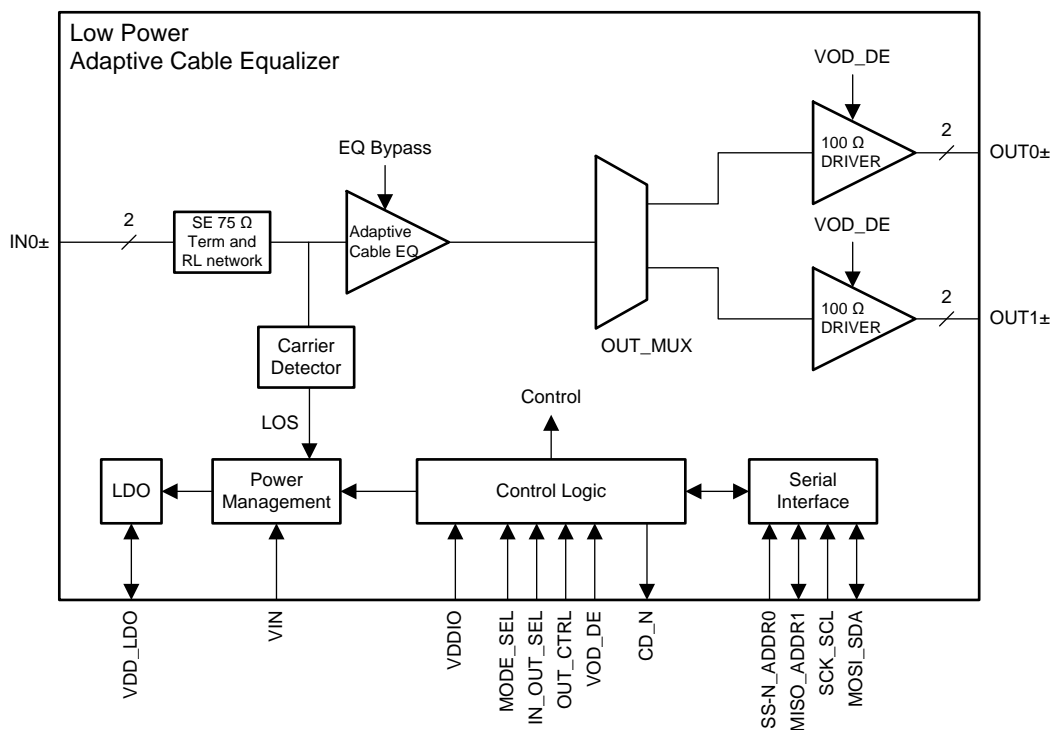 Low Power
Adaptive Cable Equalizer
VOD_DE
100 Ω
DRIVER
2
OUT0±
EQ Bypass
2
IN0±
SE 75 Ω
Term and
RL network
Adaptive
Cable EQ
VOD_DE
100 Ω
DRIVER
2
OUT1±
OUT_MUX
Carrier
Detector
LOS
Control
LDO
Power
Management
Control Logic
Serial
Interface
VDD_LDO
VIN
VDDIO
MODE_SEL
IN_OUT_SEL
OUT_CTRL
VOD_DE
CD_N
SS-N_ADDR0
MISO_ADDR1
SCK_SCL
MOSI_SDA